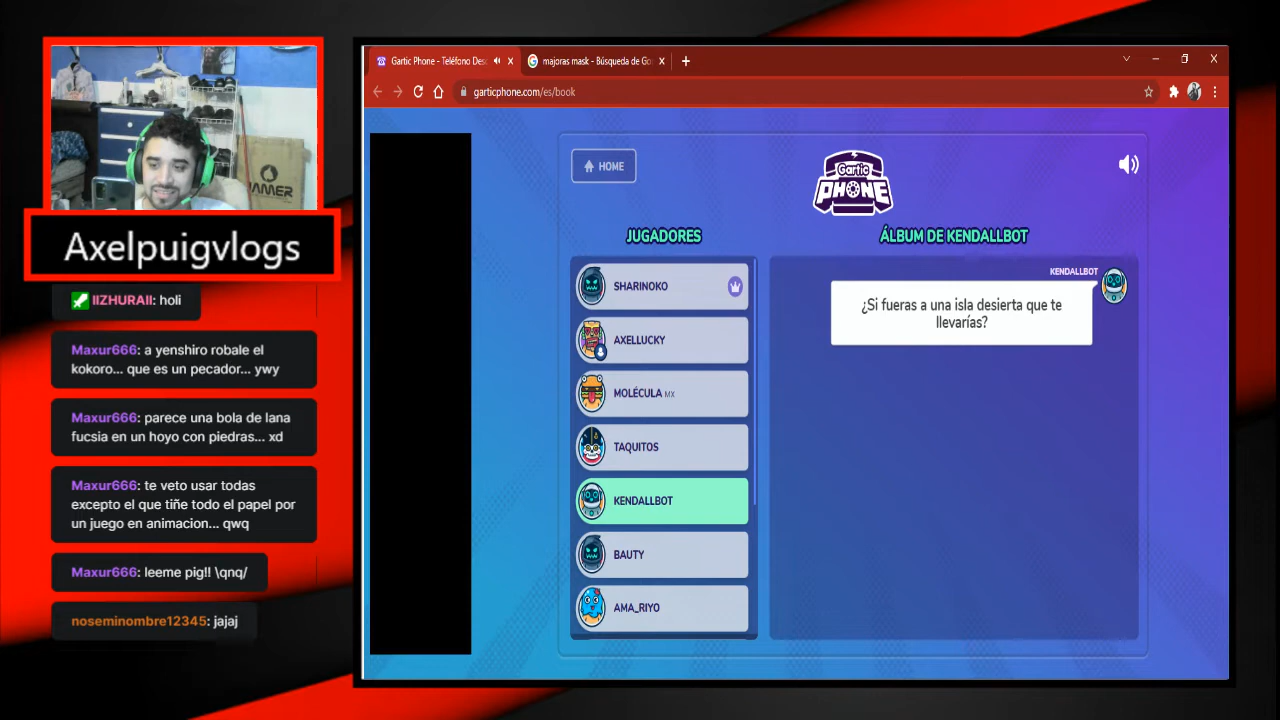 Axelpuigvlogs
IIZHURAII: holi
Maxur666: a yenshiro robale el
kokoro... que es un pecador... ywy
Maxur666: parece una bola de lana
fucsia en un hoyo con piedras... xd
Maxur666: te veto usar todas
excepto el que tiñe todo el papel por
un juego en animacion... qwq
Maxur666: leeme pig!! \qnq/
noseminombre12345: jajaj
GAMER
Gartic Phone - Teléfono Des
majoras mask - Búsqueda de Go
garticphone.com/es/book
HOME
Gartic
PHONE
JUGADORES
SHARINOKO
AXELLUCKY
MOLÉCULA MX
TAQUITOS
KENDALLBOT
BAUTY
AMA_RIYO
ÁLBUM DE KENDALLBOT
KENDALLBOT
¿Si fueras a una isla desierta que te
llevarías?